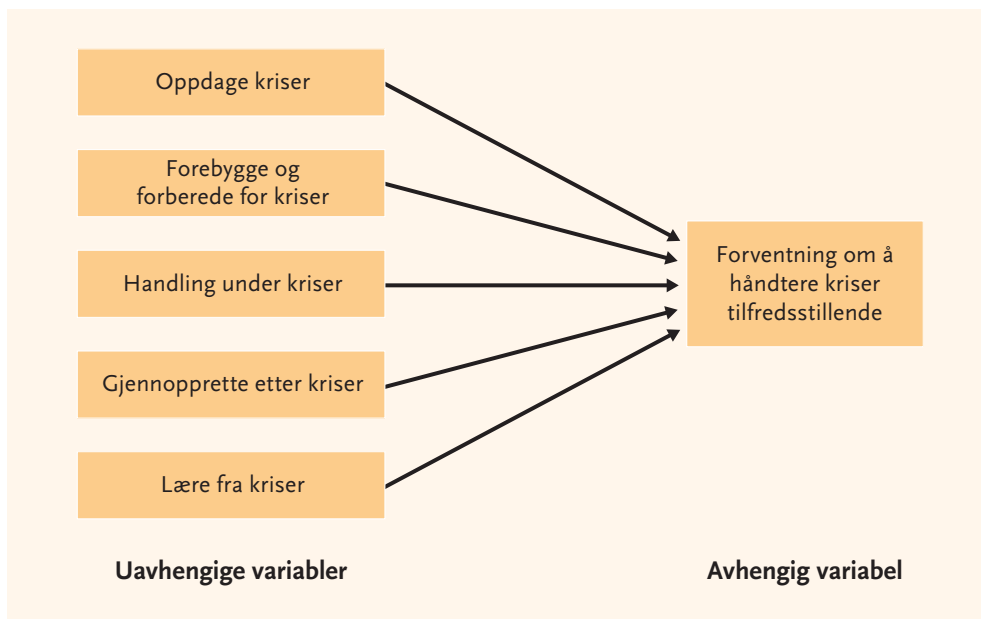 Oppdage kriser
Forebygge og
forberede for kriser
Handling under kriser
Gjennopprette etter kriser
Lære fra kriser
Forventning om å
håndtere kriser
tilfredsstillende
Uavhengige variabler
Avhengig variabel